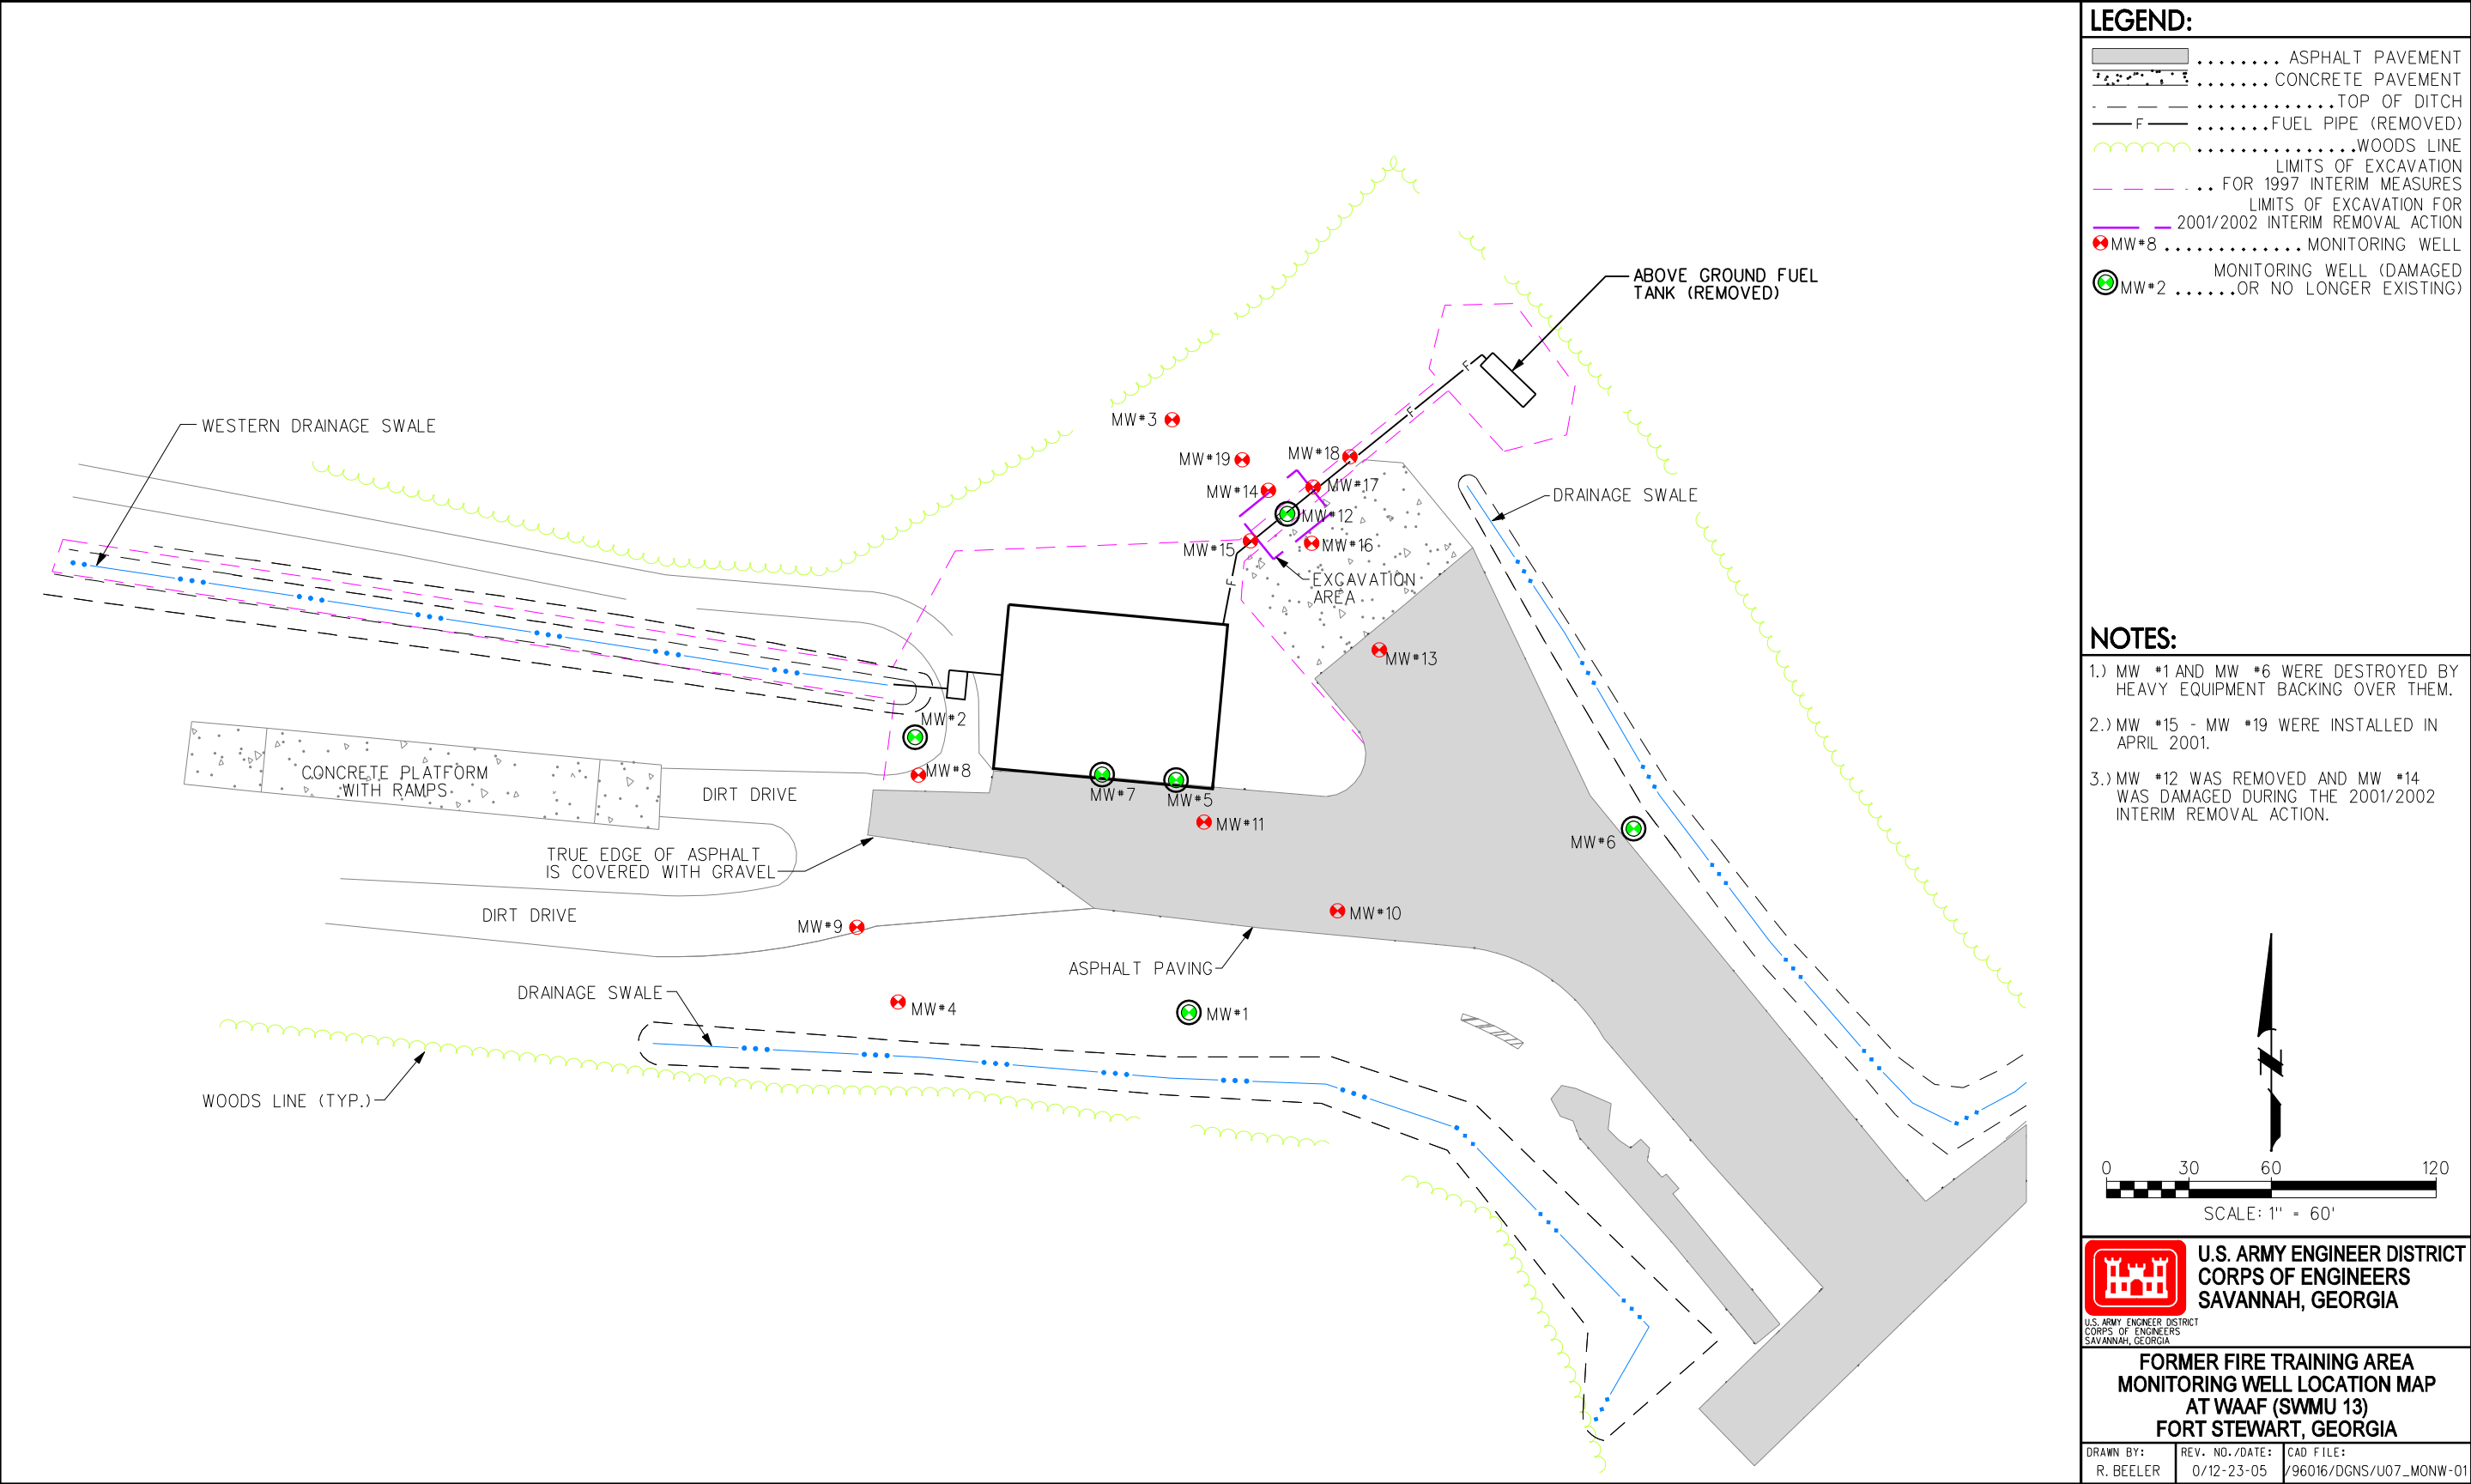 LEGEND:
........ ASPHALT PAVEMENT
....... CONCRETE PAVEMENT
.............TOP OF DITCH
F .......FUEL PIPE (REMOVED)
...............WOODS LINE
LIMITS OF EXCAVATION
.. FOR 1997 INTERIM MEASURES
LIMITS OF EXCAVATION FOR
2001/2002 INTERIM REMOVAL ACTION
MW#8 ............. MONITORING WELL
MONITORING WELL (DAMAGED
MW#2 ......OR NO LONGER EXISTING)
ABOVE GROUND FUEL
TANK (REMOVED)
F
F
WESTERN DRAINAGE SWALE
MW#3
MW#19
MW#18
MW#14
MW#17
DRAINAGE SWALE
MW#12
MW#15
MW#16
EXCAVATION
AREA
F
MW#13
MW#2
MW#8
CONCRETE PLATFORM
WITH RAMPS
DIRT DRIVE
MW#7
MW#5
MW#11
MW#6
TRUE EDGE OF ASPHALT
IS COVERED WITH GRAVEL
DIRT DRIVE
MW#9
MW#10
ASPHALT PAVING
DRAINAGE SWALE
MW#4
MW#1
WOODS LINE (TYP.)
NOTES:
1.) MW #1 AND MW #6 WERE DESTROYED BY
HEAVY EQUIPMENT BACKING OVER THEM.
2.) MW #15 - MW #19 WERE INSTALLED IN
APRIL 2001.
3.) MW #12 WAS REMOVED AND MW #14
WAS DAMAGED DURING THE 2001/2002
INTERIM REMOVAL ACTION.
N
0 30 60 120
SCALE: 1" = 60'
U.S. ARMY ENGINEER DISTRICT
CORPS OF ENGINEERS
SAVANNAH, GEORGIA
U.S. ARMY ENGINEER DISTRICT
CORPS OF ENGINEERS
SAVANNAH, GEORGIA
FORMER FIRE TRAINING AREA
MONITORING WELL LOCATION MAP
AT WAAF (SWMU 13)
FORT STEWART, GEORGIA
DRAWN BY: REV. NO./DATE: CAD FILE:
R. BEELER 0/12-23-05 /96016/DGNS/U07_MONW-01